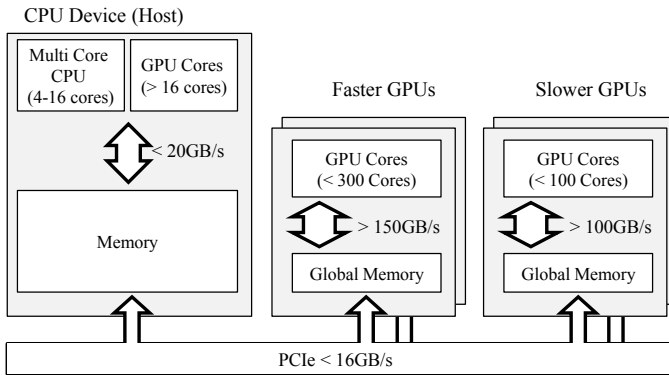 CPU Device (Host)
Multi Core
CPU
(4-16 cores)
GPU Cores
(> 16 cores)
< 20GB/s
Memory
Faster GPUs
GPU Cores
(< 300 Cores)
> 150GB/s
Global Memory
Slower GPUs
GPU Cores
(< 100 Cores)
> 100GB/s
Global Memory
PCIe < 16GB/s